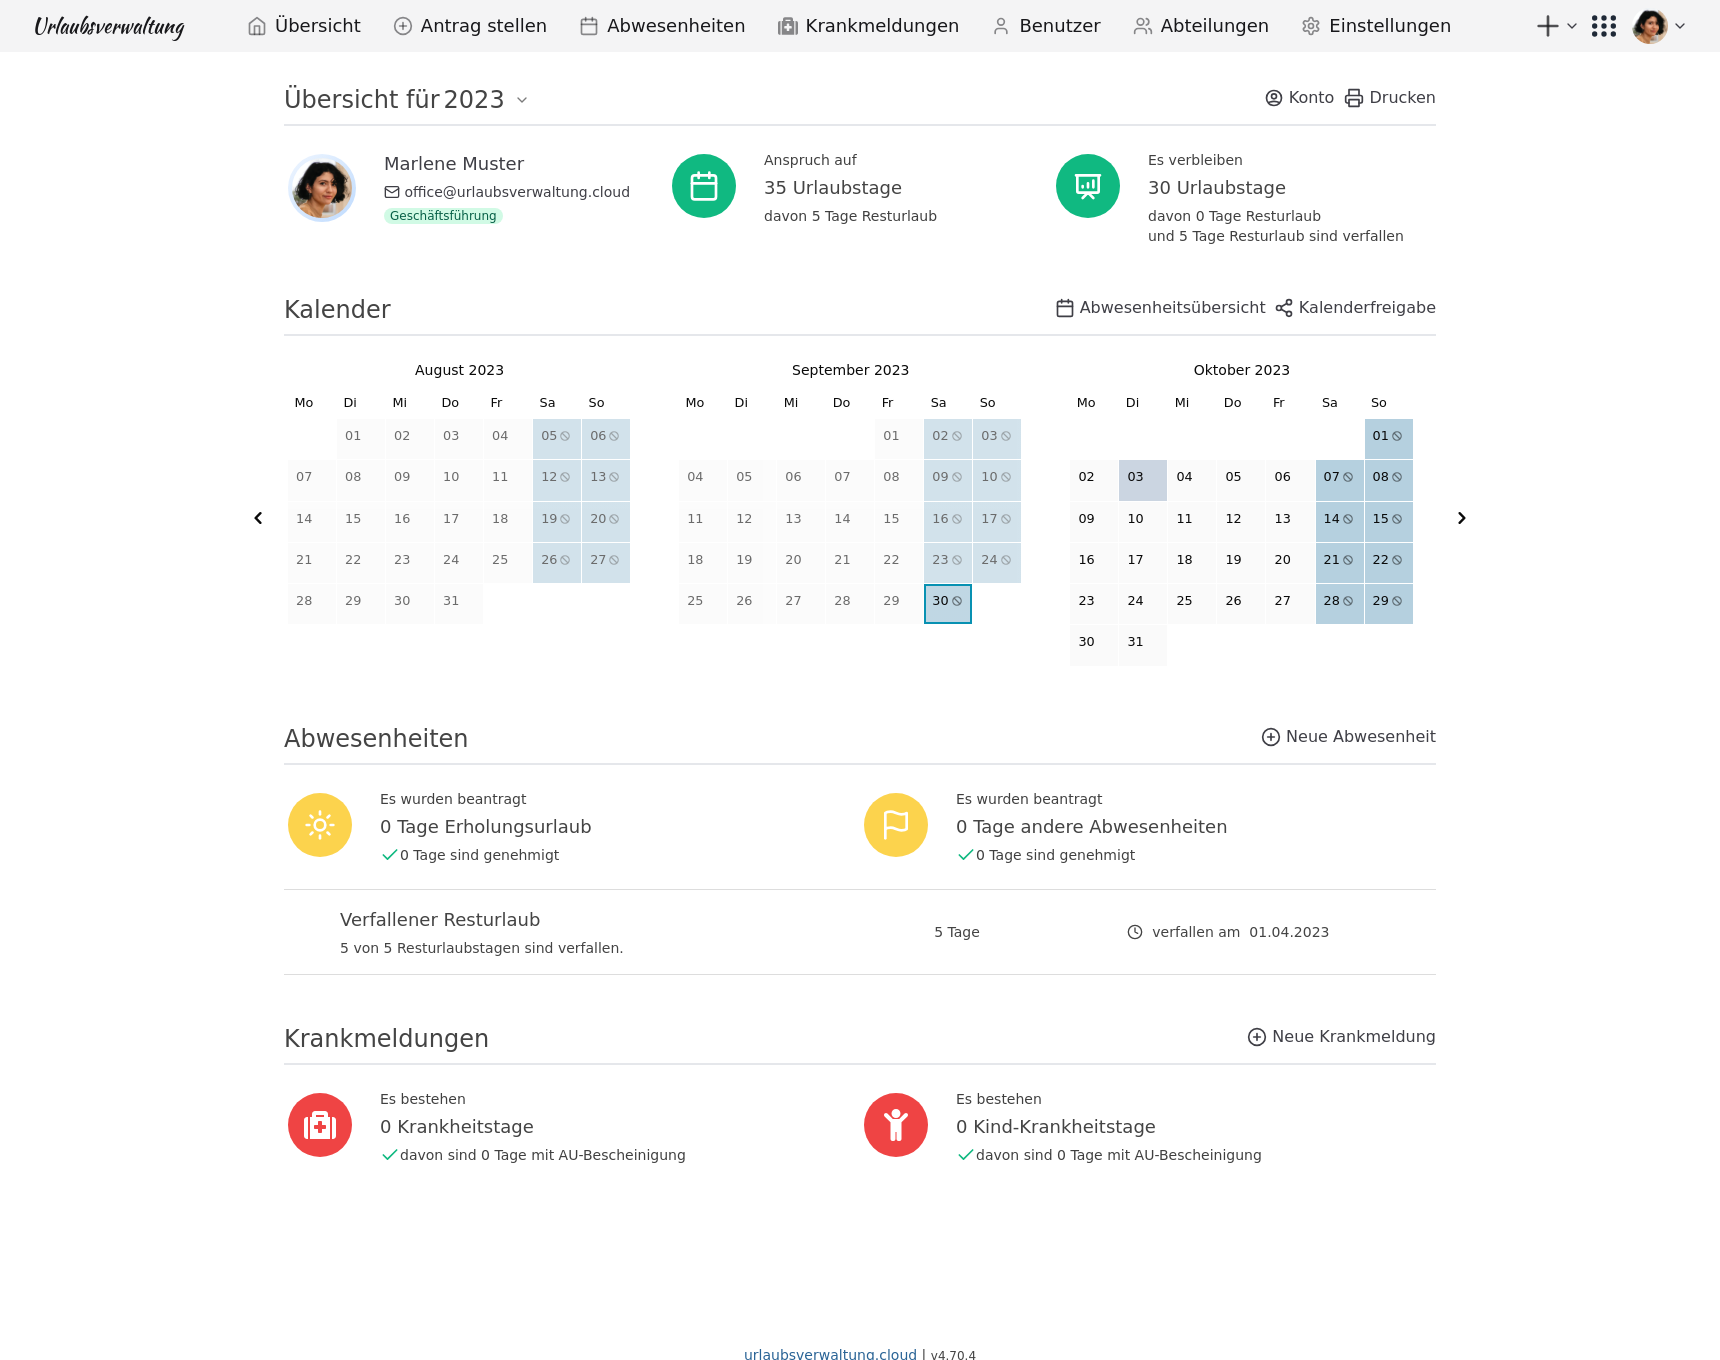 Urlaubsverwaltung Übersicht Antrag stellen Abwesenheiten Krankmeldungen Benutzer Abteilungen Einstellungen
Übersicht für 2023 Konto Drucken
Marlene Muster
office@urlaubsverwaltung.cloud
Geschäftsführung
Anspruch auf
35 Urlaubstage
davon 5 Tage Resturlaub
Es verbleiben
30 Urlaubstage
davon 0 Tage Resturlaub
und 5 Tage Resturlaub sind verfallen
Kalender Abwesenheitsübersicht Kalenderfreigabe
August 2023
Mo Di Mi Do Fr Sa So
01 02 03 04 05 06
07 08 09 10 11 12 13
14 15 16 17 18 19 20
21 22 23 24 25 26 27
28 29 30 31
September 2023
Mo Di Mi Do Fr Sa So
01 02 03
04 05 06 07 08 09 10
11 12 13 14 15 16 17
18 19 20 21 22 23 24
25 26 27 28 29 30
Oktober 2023
Mo Di Mi Do Fr Sa So
01
02 03 04 05 06 07 08
09 10 11 12 13 14 15
16 17 18 19 20 21 22
23 24 25 26 27 28 29
30 31
Abwesenheiten Neue Abwesenheit
Es wurden beantragt
0 Tage Erholungsurlaub
0 Tage sind genehmigt
Es wurden beantragt
0 Tage andere Abwesenheiten
0 Tage sind genehmigt
Verfallener Resturlaub
5 von 5 Resturlaubstagen sind verfallen.
5 Tage verfallen am 01.04.2023
Krankmeldungen Neue Krankmeldung
Es bestehen
0 Krankheitstage
davon sind 0 Tage mit AU-Bescheinigung
Es bestehen
0 Kind-Krankheitstage
davon sind 0 Tage mit AU-Bescheinigung
urlaubsverwaltung.cloud | v4.70.4